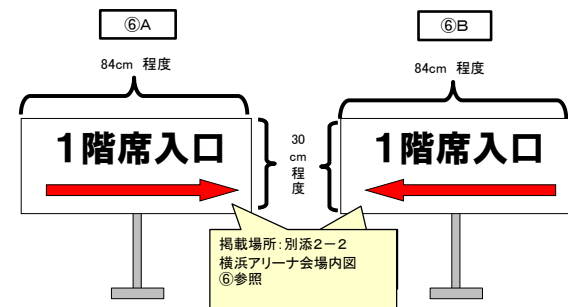 ⑥A
⑥B
84cm 程度
84cm 程度
1階席入口
30
cm
程
度
1階席入口
掲載場所:別添2-2
横浜アリーナ会場内図
⑥参照